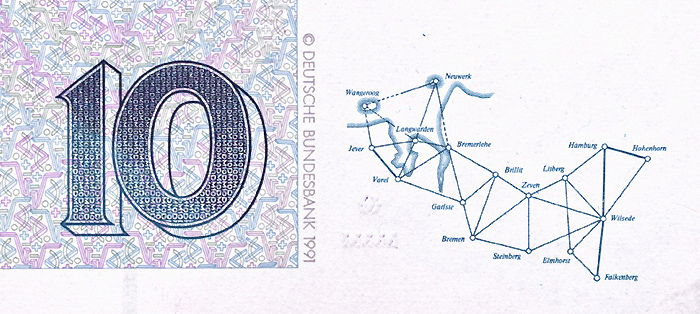 10
© DEUTSCHE BUNDESBANK 1991
Neuwerk
Wangeroog
Langwarden
Jever
Bremerlehe
Varel
Garlste
Brillit
Zeven
Litberg
Hamburg
Hohenhorn
Bremen
Steinberg
Elmhorst
Wilsede
Falkenberg